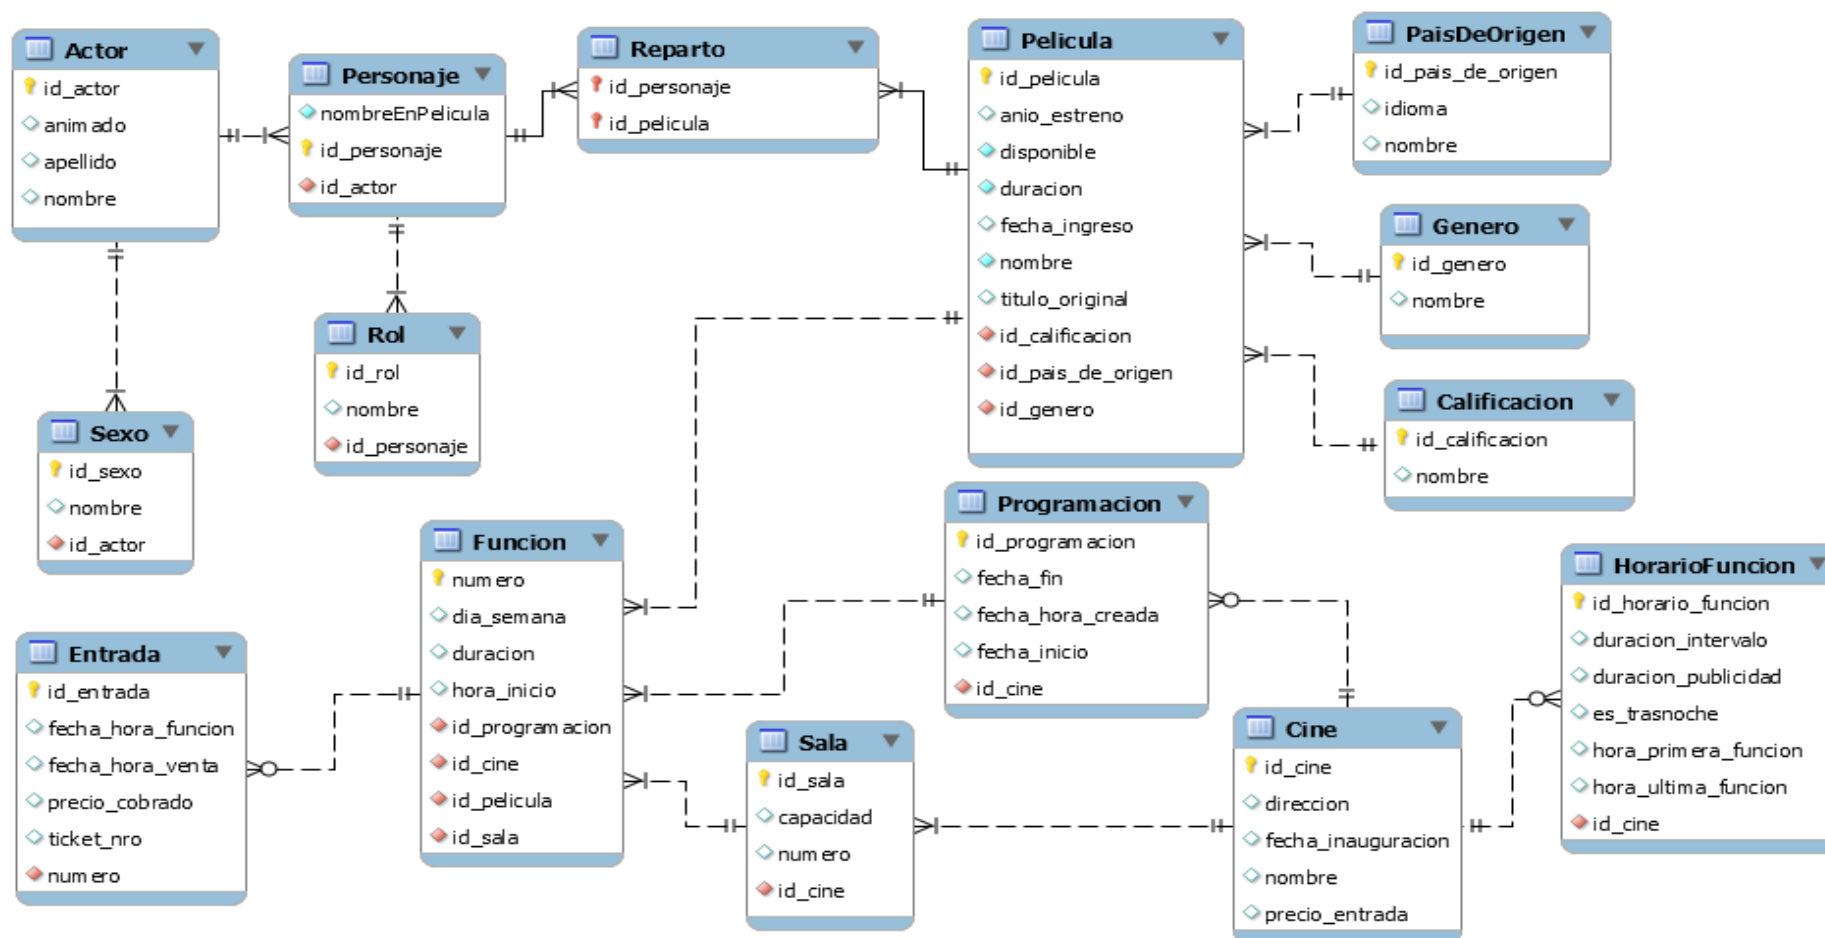 Actor
id_actor
animado
apellido
nombre
Personaje
nombreEnPelicula
id_personaje
id_actor
Reparto
id_personaje
id_pelicula
Pelicula
id_pelicula
anio_estreno
disponible
duracion
fecha_ingreso
nombre
titulo_original
id_calificacion
id_pais_de_origen
id_genero
PaisDeOrigen
id_pais_de_origen
idioma
nombre
Genero
id_genero
nombre
Calificacion
id_calificacion
nombre
Rol
id_rol
nombre
id_personaje
Sexo
id_sexo
nombre
id_actor
Funcion
numero
dia_semana
duracion
hora_inicio
id_programacion
id_cine
id_pelicula
id_sala
Programacion
id_programacion
fecha_fin
fecha_hora_creada
fecha_inicio
id_cine
HorarioFuncion
id_horario_funcion
duracion_intervalo
duracion_publicidad
es_trasnoche
hora_primera_funcion
hora_ultima_funcion
id_cine
Entrada
id_entrada
fecha_hora_funcion
fecha_hora_venta
precio_cobrado
ticket_nro
numero
Sala
id_sala
capacidad
numero
id_cine
Cine
id_cine
direccion
fecha_inauguracion
nombre
precio_entrada